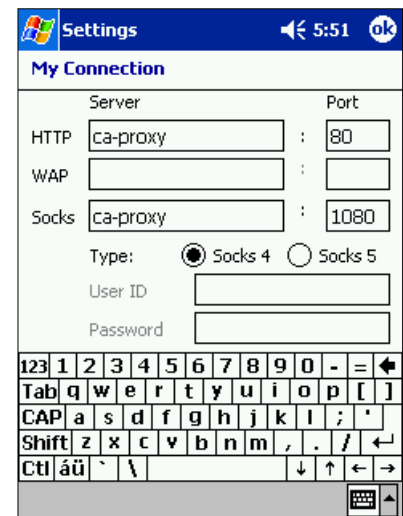 Settings 5:51 ok
My Connection
Server Port
HTTP ca-proxy : 80
WAP :
Socks ca-proxy : 1080
Type: Socks 4 Socks 5
User ID
Password
123 1 2 3 4 5 6 7 8 9 0 - = 
Tab q w e r t y u i o p [ ]
CAP a s d f g h j k l ; '
Shift z x c v b n m , . / ↵
Ctl áü ` \ ↓ ↑ ← →